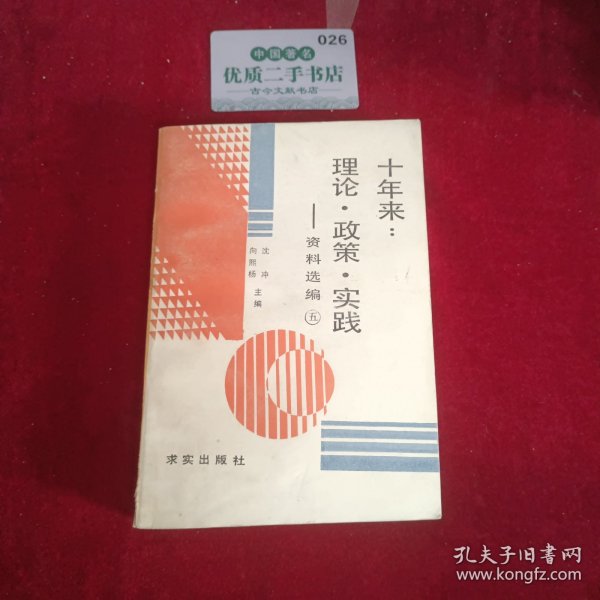 026
中国著名
优质二手书店
古今文献书店
十年来：
理论·政策·实践
——资料选编㊄
沈冲
向熙杨
主编
求实出版社
孔夫子旧书网
www.kongfz.com